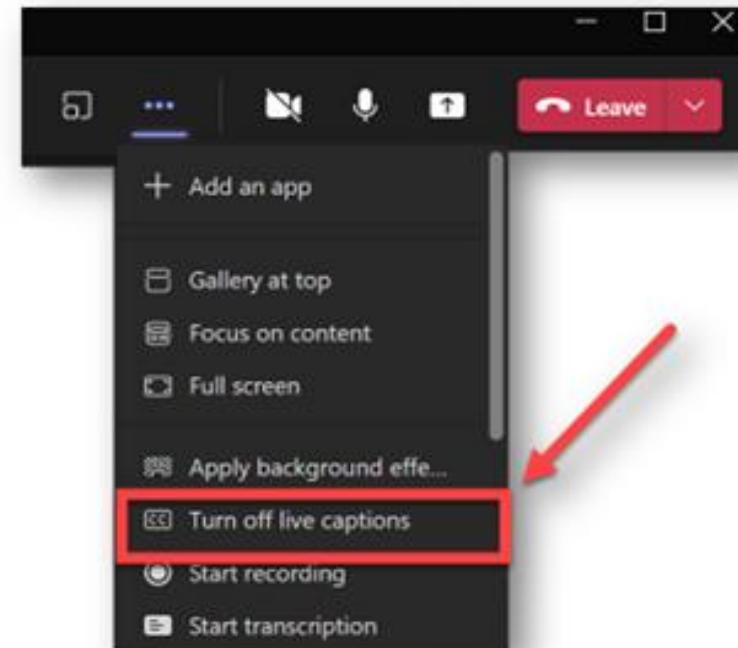 Leave
Add an app
Gallery at top
Focus on content
Full screen
Apply background effe...
CC Turn off live captions
Start recording
Start transcription